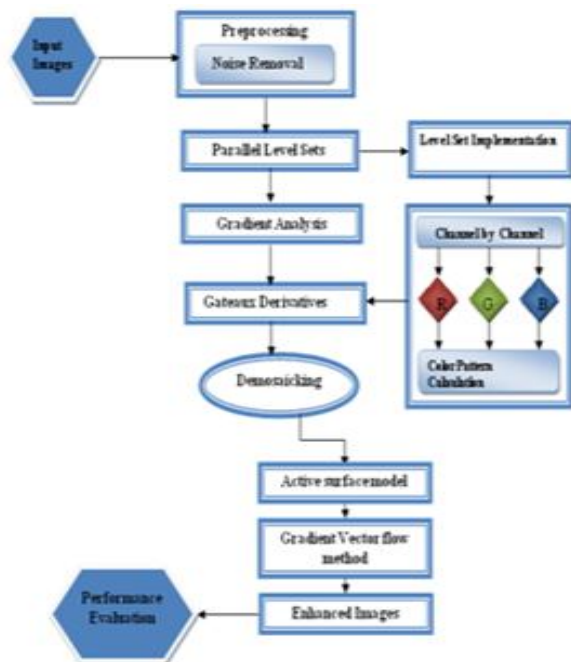 Input
Images
Preprocessing
Noise Removal
Parallel Level Sets
Level Set Implementation
Gradient Analysis
Channel by Channel
R
G
B
Gateaux Derivatives
Color Pattern
Calculation
Demosaicking
Active surface model
Gradient Vector flow
method
Performance
Evaluation
Enhanced Images